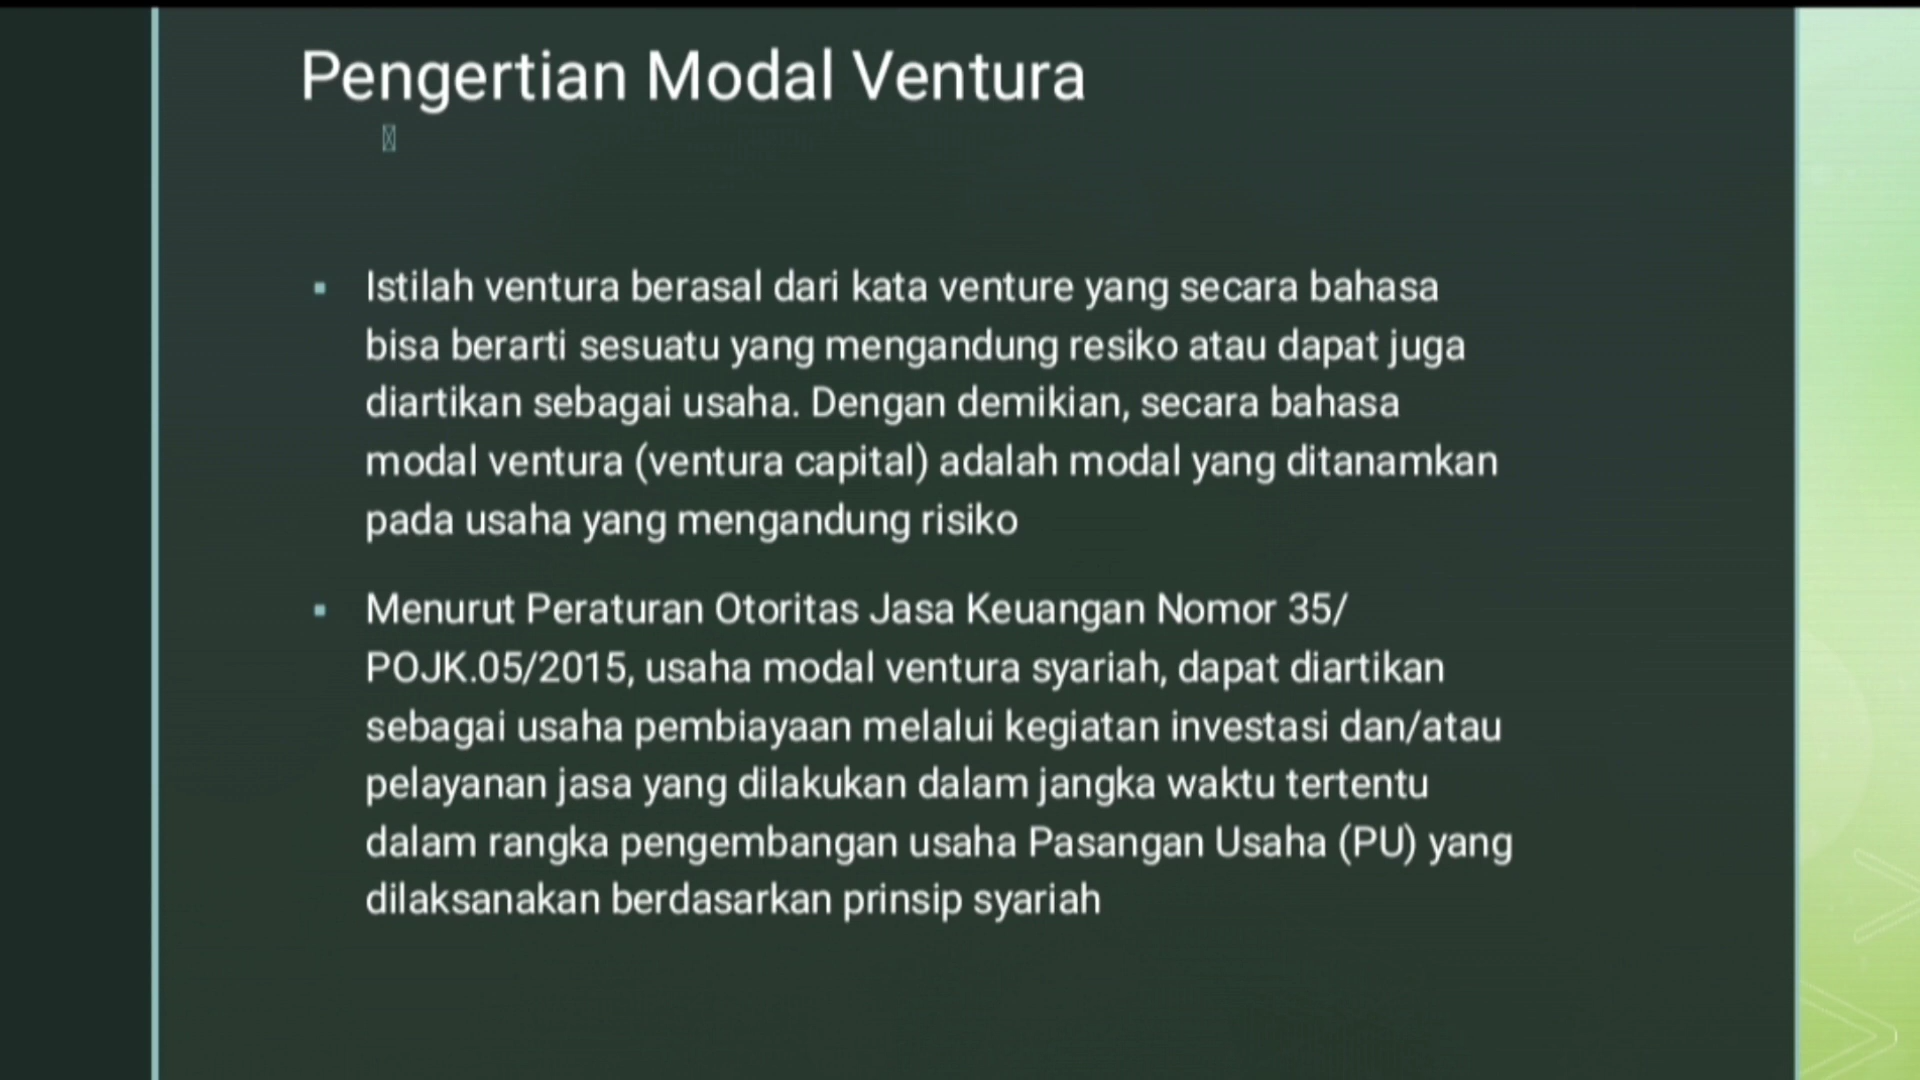 Pengertian Modal Ventura
Istilah ventura berasal dari kata venture yang secara bahasa
bisa berarti sesuatu yang mengandung resiko atau dapat juga
diartikan sebagai usaha. Dengan demikian, secara bahasa
modal ventura (ventura capital) adalah modal yang ditanamkan
pada usaha yang mengandung risiko
Menurut Peraturan Otoritas Jasa Keuangan Nomor 35/
POJK.05/2015, usaha modal ventura syariah, dapat diartikan
sebagai usaha pembiayaan melalui kegiatan investasi dan/atau
pelayanan jasa yang dilakukan dalam jangka waktu tertentu
dalam rangka pengembangan usaha Pasangan Usaha (PU) yang
dilaksanakan berdasarkan prinsip syariah